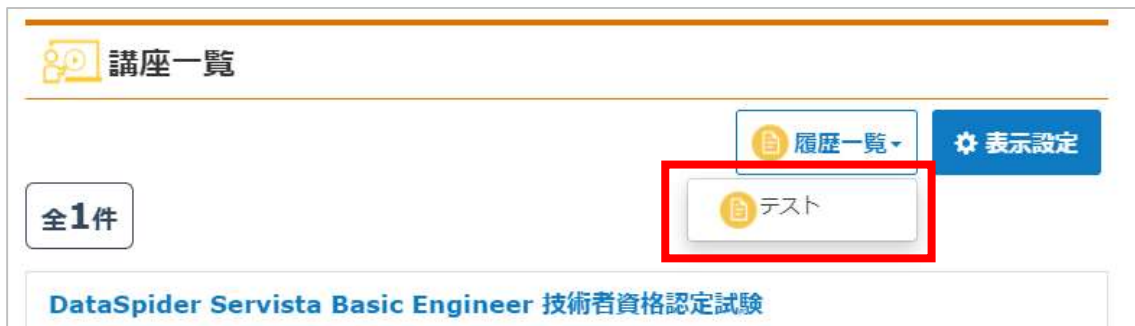 講座一覧
履歴一覧
表示設定
テスト
全1件
DataSpider Servista Basic Engineer 技術者資格認定試験